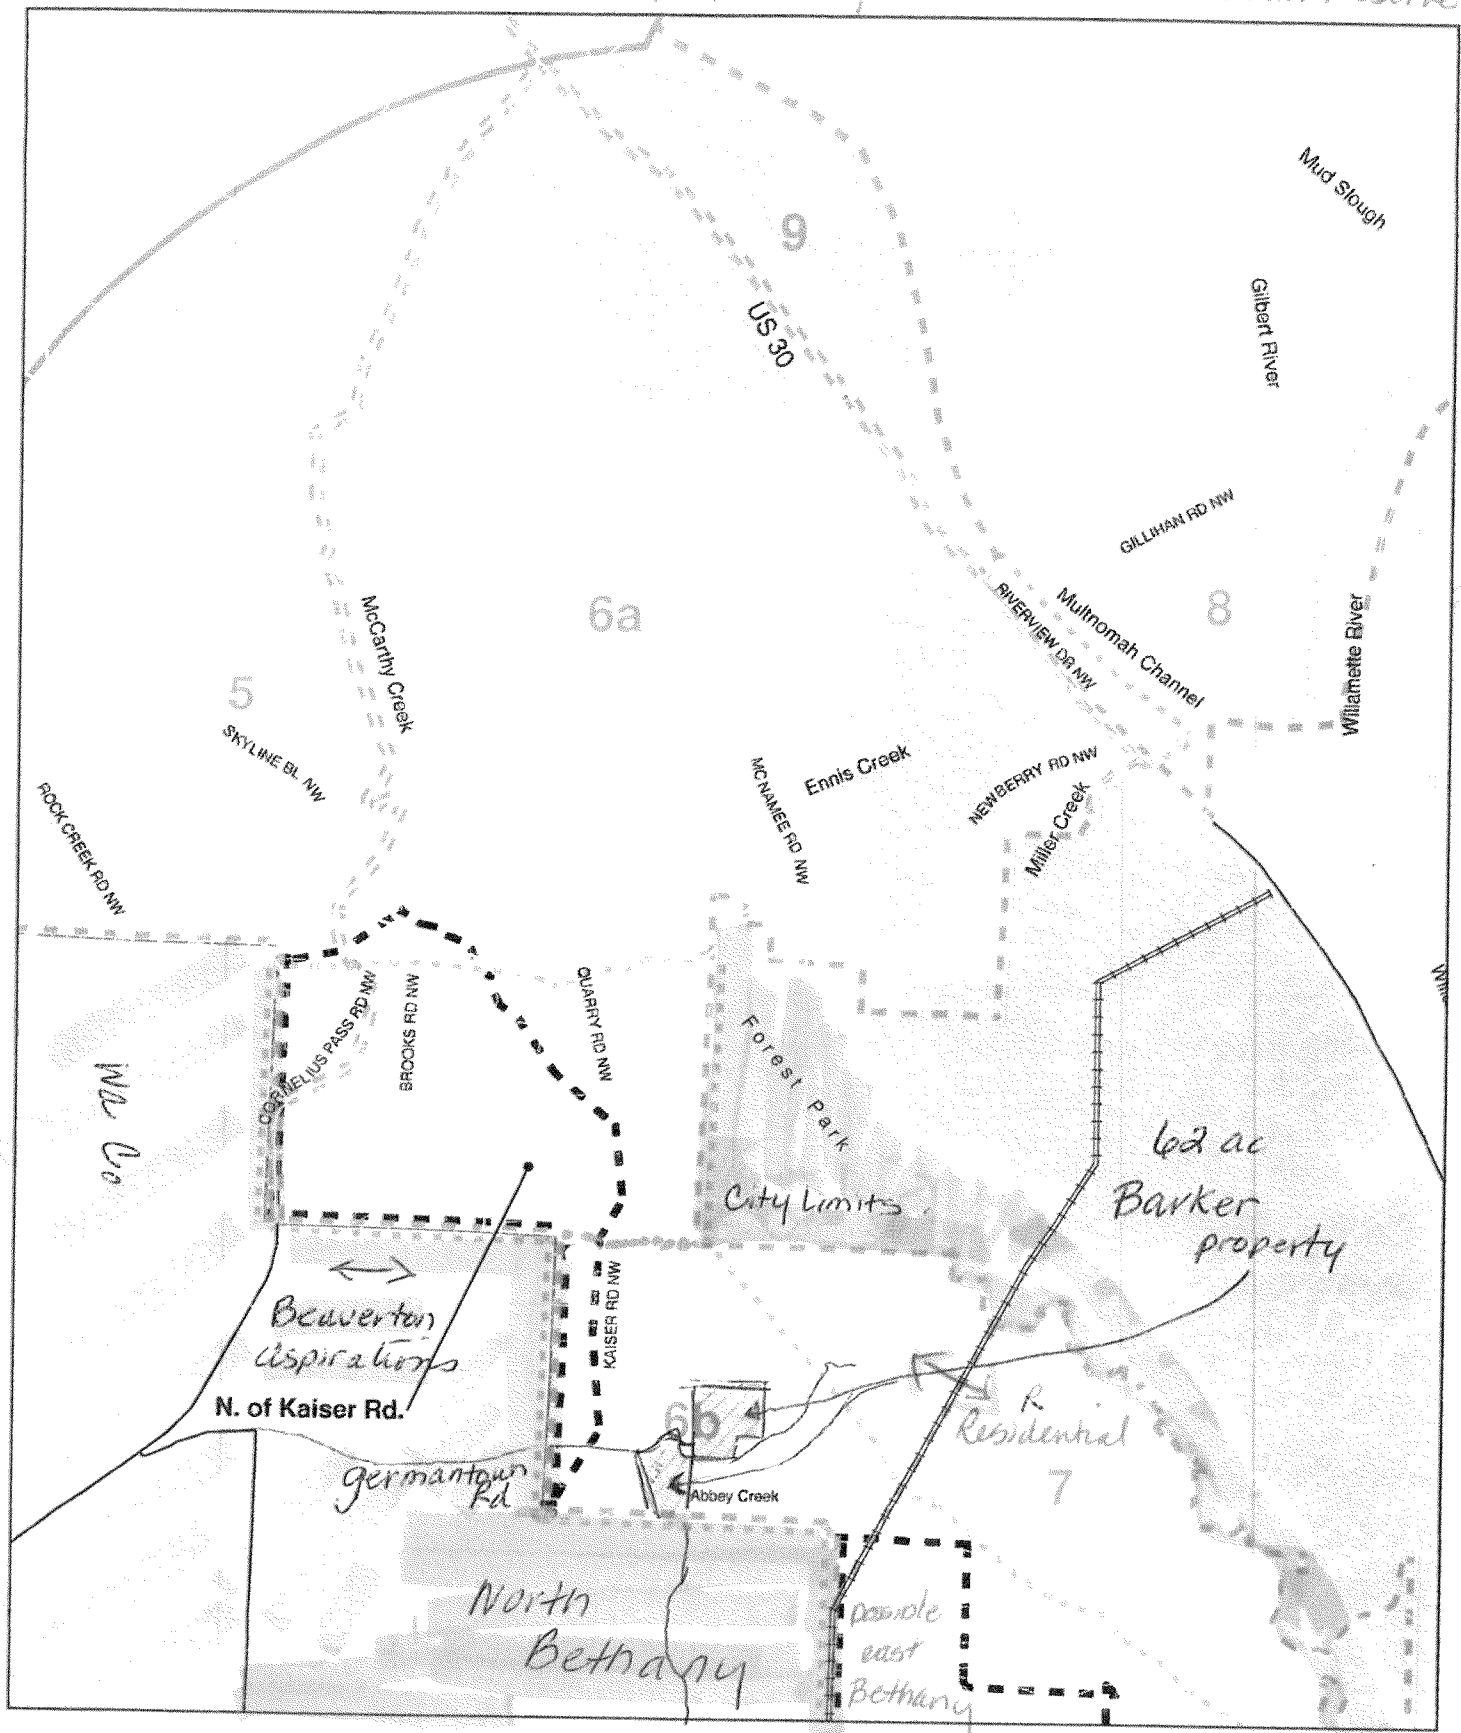 9
Mud Slough
US 30
Gilbert River
GILLIHAN RD NW
McCarthy Creek
6a
RIVERVIEW DR NW
Multnomah Channel
8
Willamette River
5
SKYLINE BL NW
ROCK CREEK RD NW
MCNAMEE RD NW
Ennis Creek
NEWBERRY RD NW
Miller Creek
CORNELIUS PASS RD NW
BROOKS RD NW
QUARRY RD NW
Forest Park
Wa Co
62 ac
Barker
property
City Limits
KAISER RD NW
Beaverton
aspirations
N. of Kaiser Rd.
6b
R
Residential
7
germantown
Rd
Abbey Creek
North
Bethany
possible
east
Bethany